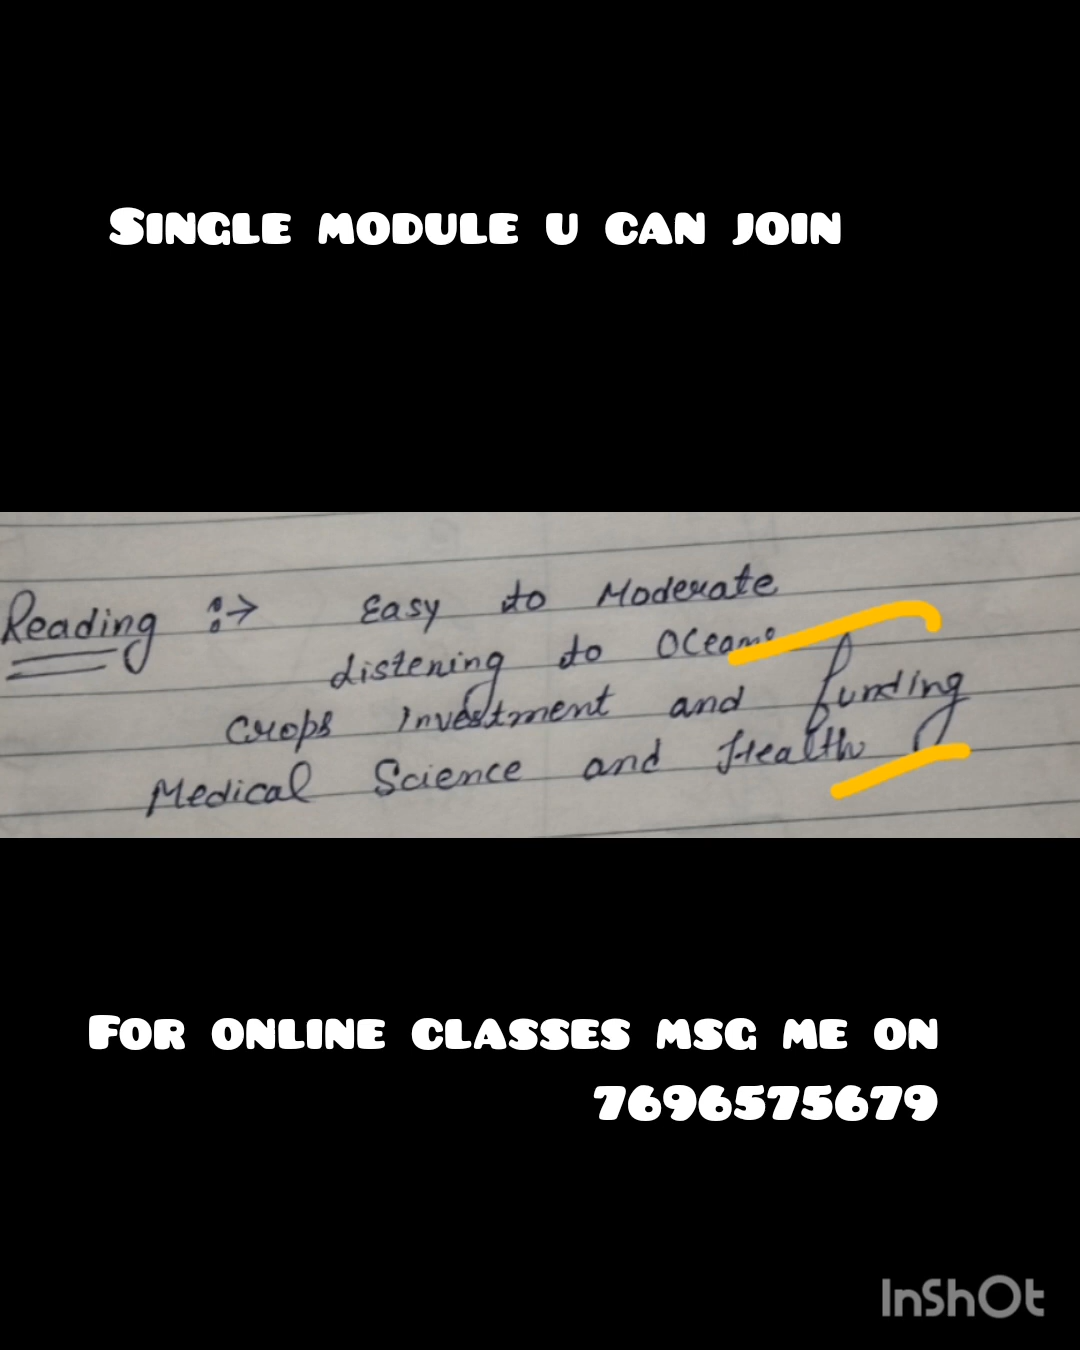 SINGLE MODULE U CAN JOIN
Reading :→ Easy to Moderate
Listening to Oceans
Crops Investment and funding
Medical Science and Health
FOR ONLINE CLASSES MSG ME ON
7696575679
InShOt